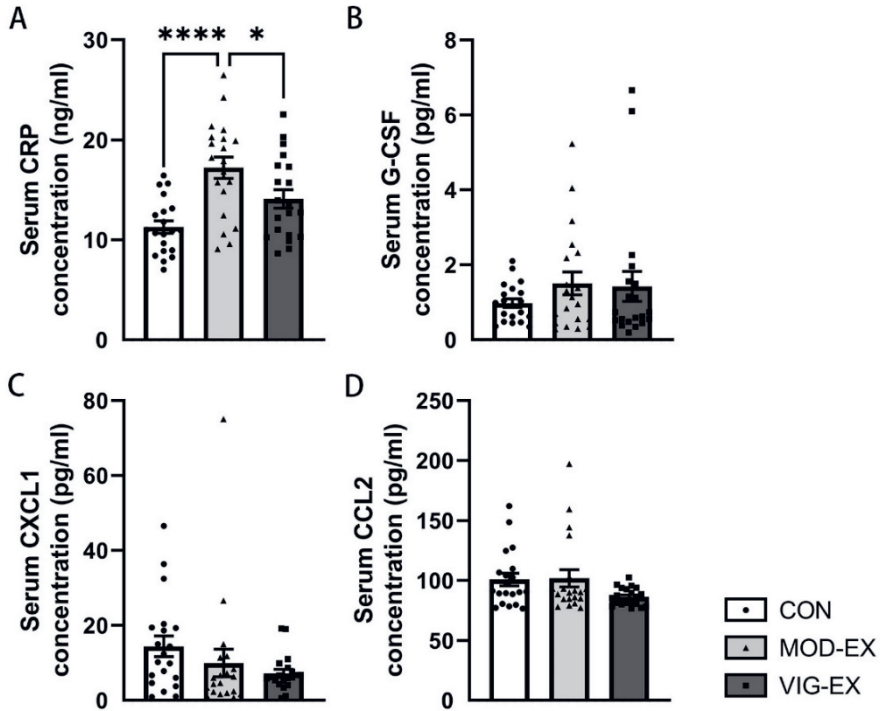 A
Serum CRP
concentration (ng/ml)
30
20
10
0
**** *
B
Serum G-CSF
concentration (pg/ml)
8
6
4
2
0
C
Serum CXCL1
concentration (pg/ml)
80
60
40
20
0
D
Serum CCL2
concentration (pg/ml)
250
200
150
100
50
0
CON
MOD-EX
VIG-EX